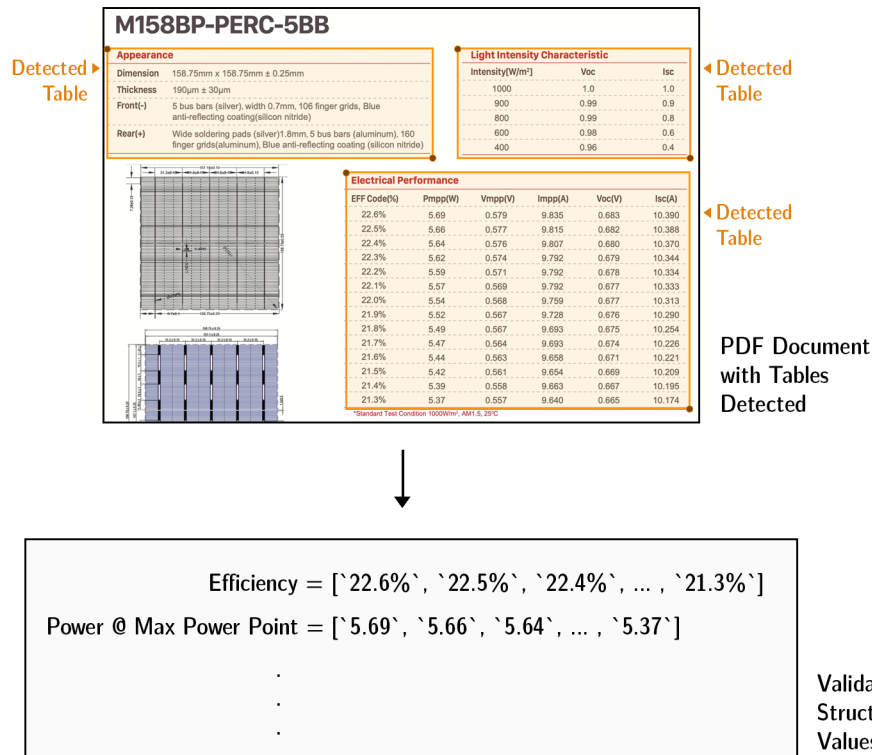 M158BP-PERC-5BB
Detected
Table
Appearance
Dimension 158.75mm x 158.75mm ± 0.25mm
Thickness 190μm ± 30μm
Front(-) 5 bus bars (silver), width 0.7mm, 106 finger grids, Blue
anti-reflecting coating(silicon nitride)
Rear(+) Wide soldering pads (silver)1.8mm, 5 bus bars (aluminum), 160
finger grids(aluminum), Blue anti-reflecting coating (silicon nitride)
Light Intensity Characteristic
Intensity[W/m²] Voc Isc
1000 1.0 1.0
900 0.99 0.9
800 0.99 0.8
600 0.98 0.6
400 0.96 0.4
Detected
Table
Electrical Performance
EFF Code(%) Pmpp(W) Vmpp(V) Impp(A) Voc(V) Isc(A)
22.6% 5.69 0.579 9.835 0.683 10.390
22.5% 5.66 0.577 9.815 0.682 10.388
22.4% 5.64 0.576 9.807 0.680 10.370
22.3% 5.62 0.574 9.792 0.679 10.344
22.2% 5.59 0.571 9.792 0.678 10.334
22.1% 5.57 0.569 9.792 0.677 10.333
22.0% 5.54 0.568 9.759 0.677 10.313
21.9% 5.52 0.567 9.728 0.676 10.290
21.8% 5.49 0.567 9.693 0.675 10.254
21.7% 5.47 0.564 9.693 0.674 10.226
21.6% 5.44 0.563 9.658 0.671 10.221
21.5% 5.42 0.561 9.654 0.669 10.209
21.4% 5.39 0.558 9.663 0.667 10.195
21.3% 5.37 0.557 9.640 0.665 10.174
*Standard Test Condition 1000W/m², AM1.5, 25°C
Detected
Table
PDF Document
with Tables
Detected
Efficiency = [`22.6%`, `22.5%`, `22.4%`, ... , `21.3%`]
Power @ Max Power Point = [`5.69`, `5.66`, `5.64`, ... , `5.37`]
.
.
.
Valida
Struct
Values